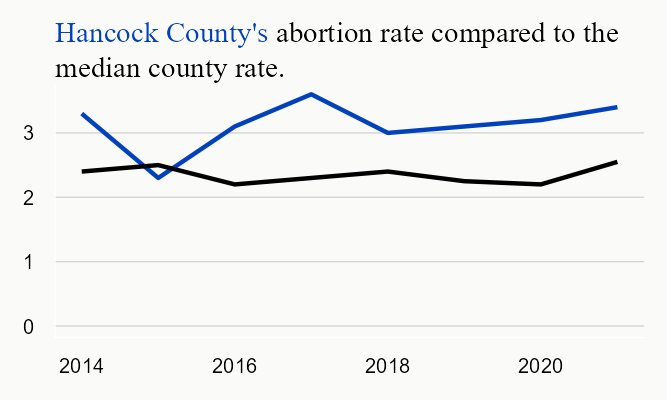 Hancock County's abortion rate compared to the
median county rate.
3
2
1
0
2014 2016 2018 2020